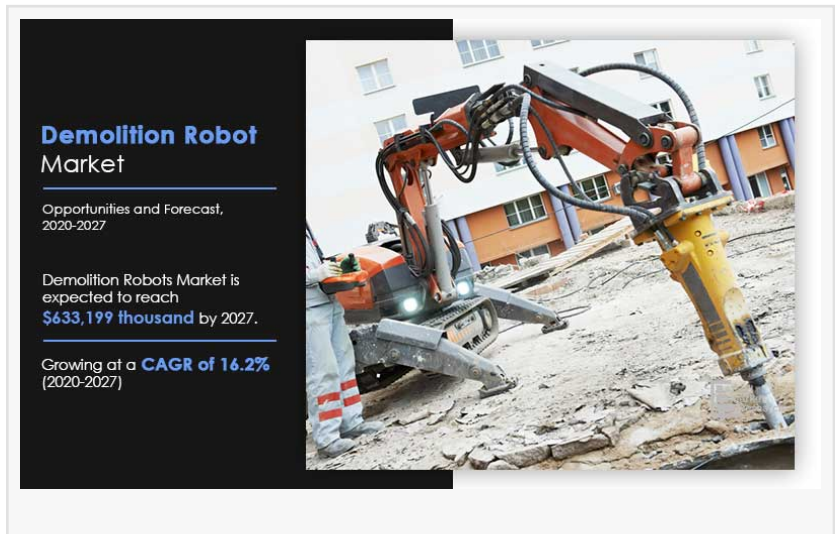 Demolition Robot
Market
Opportunities and Forecast,
2020-2027
Demolition Robots Market is
expected to reach
$633,199 thousand by 2027.
Growing at a CAGR of 16.2%
(2020-2027)